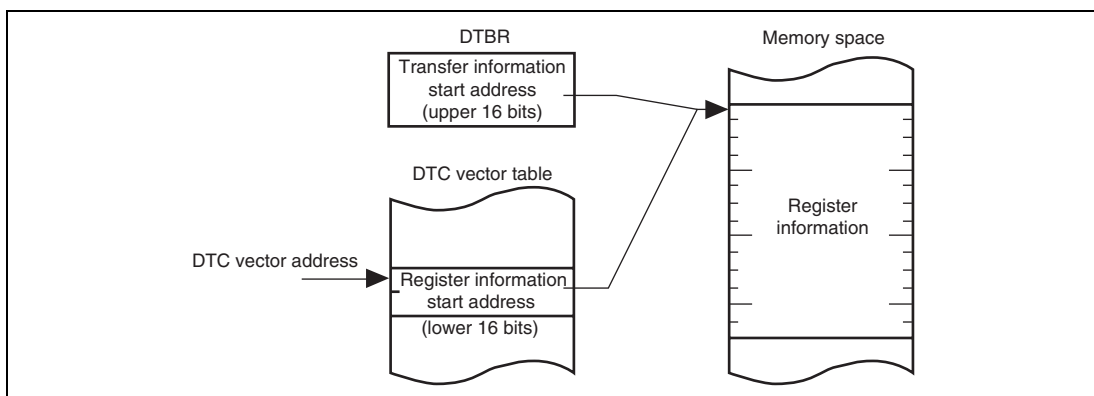 DTBR
Transfer information
start address
(upper 16 bits)
Memory space
DTC vector table
DTC vector address
Register information
start address
(lower 16 bits)
Register
information